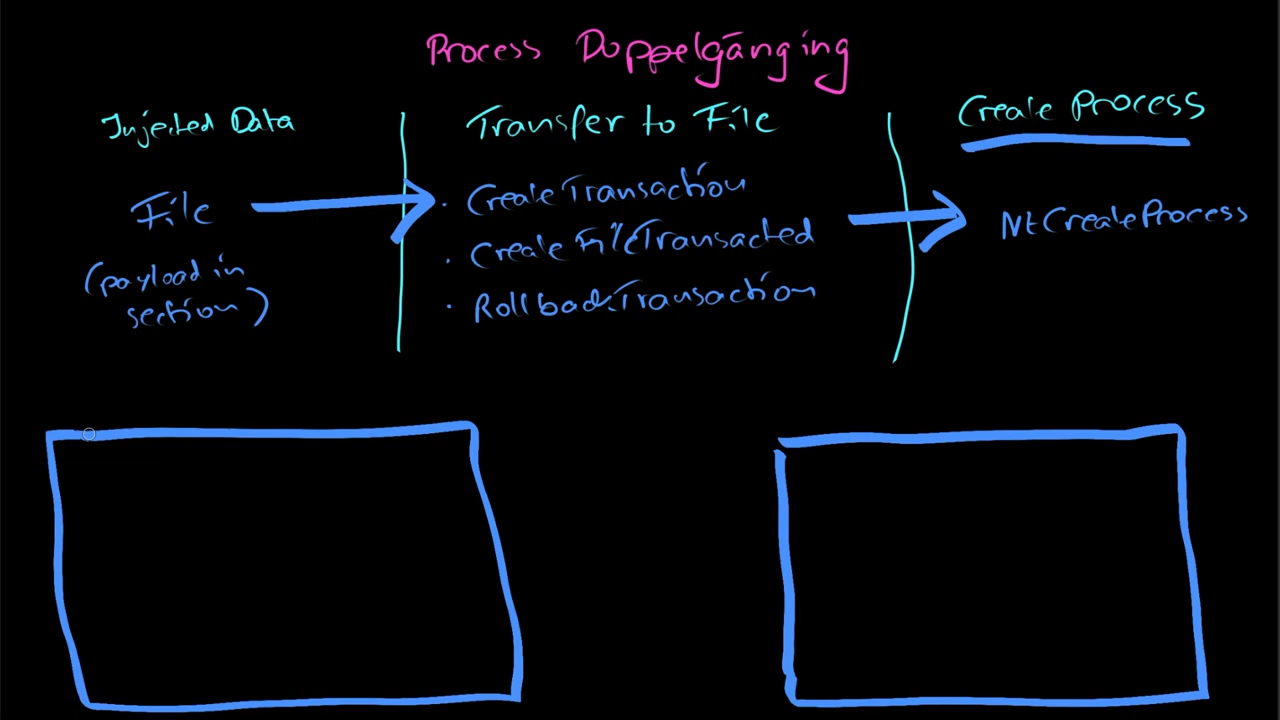 Process Doppelgänging
Injected Data
Transfer to File
Create Process
File
(payload in
section)
· CreateTransaction
· CreateFileTransacted
· RollbackTransaction
NtCreateProcess